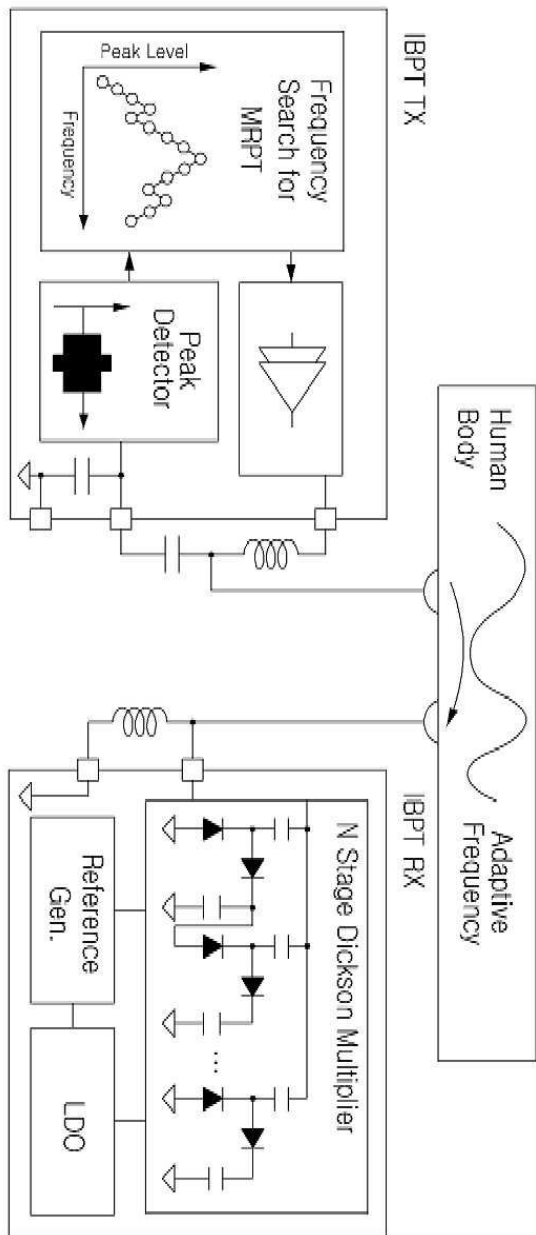 Human
Body
Adaptive
Frequency
IBPT TX
Frequency
Search for
MRPT
Peak Level
Frequency
Peak
Detector
IBPT RX
N Stage Dickson Multiplier
...
Reference
Gen.
LDO